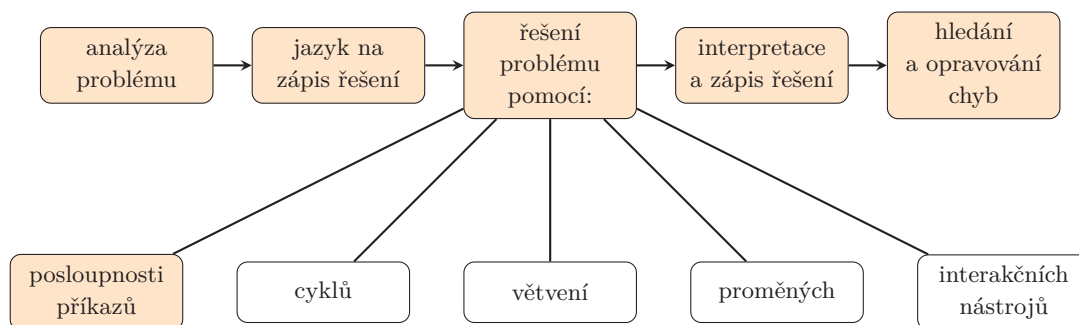 analýza
problému
jazyk na
zápis řešení
řešení
problému
pomocí:
interpretace
a zápis řešení
hledání
a opravování
chyb
posloupnosti
příkazů
cyklů
větvení
proměných
interakčních
nástrojů